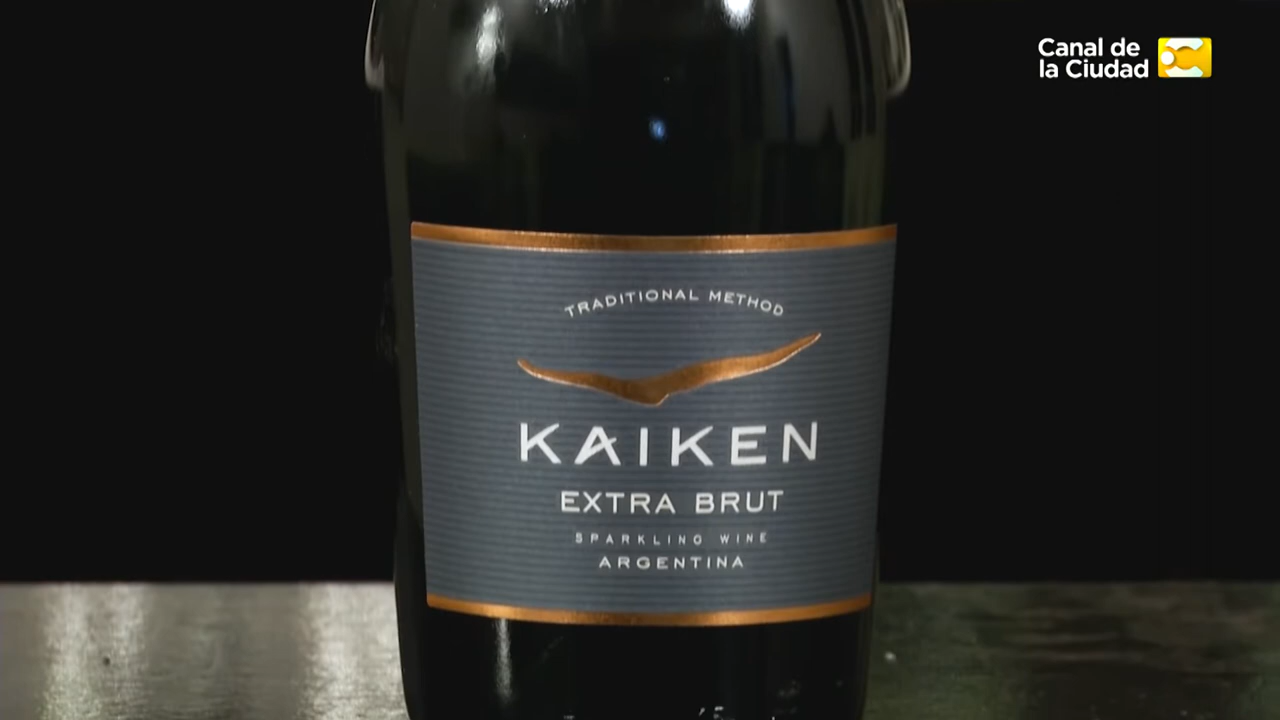 Canal de
la Ciudad
TRADITIONAL METHOD
KAIKEN
EXTRA BRUT
SPARKLING WINE
ARGENTINA